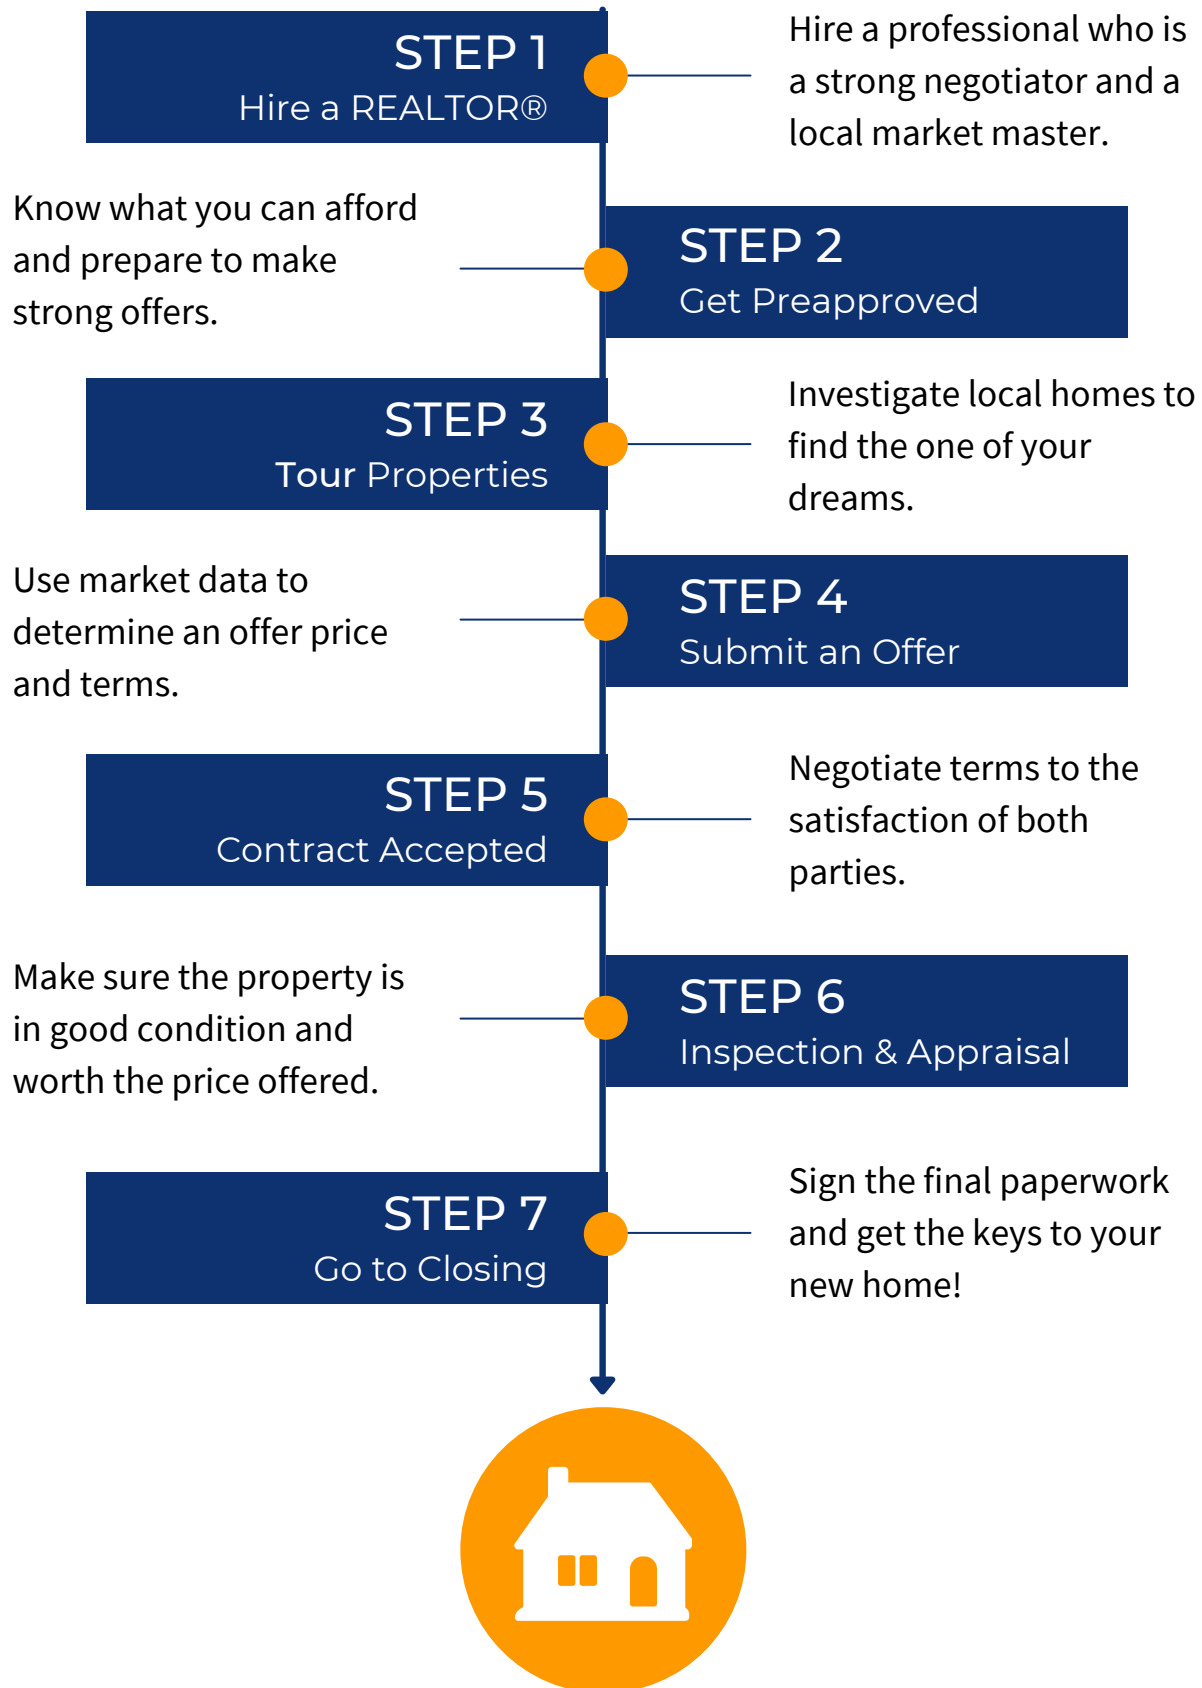 STEP 1
Hire a REALTOR®
Hire a professional who is
a strong negotiator and a
local market master.
Know what you can afford
and prepare to make
strong offers.
STEP 2
Get Preapproved
STEP 3
Tour Properties
Investigate local homes to
find the one of your
dreams.
Use market data to
determine an offer price
and terms.
STEP 4
Submit an Offer
STEP 5
Contract Accepted
Negotiate terms to the
satisfaction of both
parties.
Make sure the property is
in good condition and
worth the price offered.
STEP 6
Inspection & Appraisal
STEP 7
Go to Closing
Sign the final paperwork
and get the keys to your
new home!